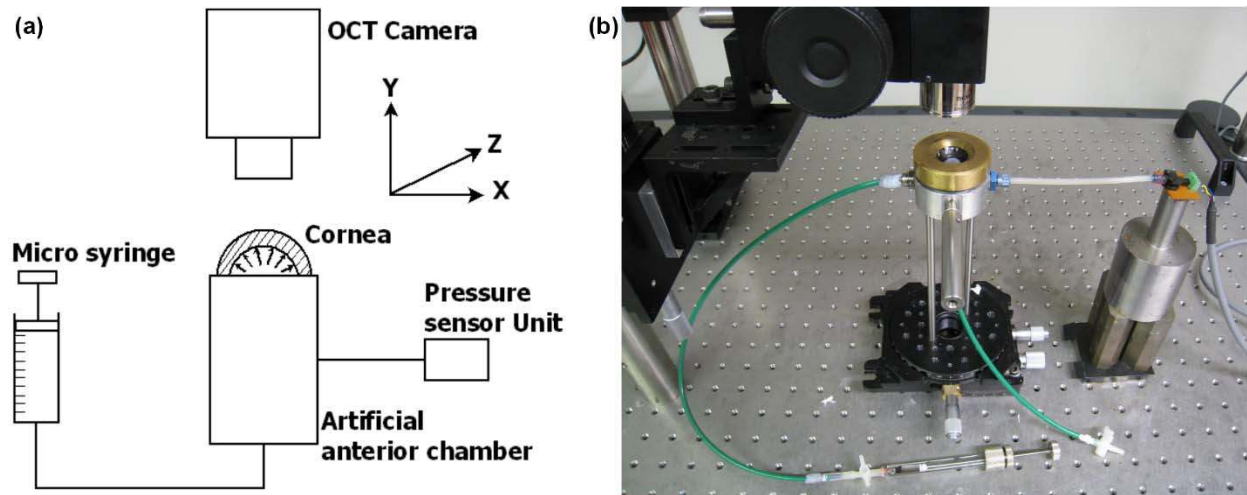 (a)
OCT Camera
Y
Z
X
Cornea
Micro syringe
Pressure
sensor Unit
Artificial
anterior chamber
(b)